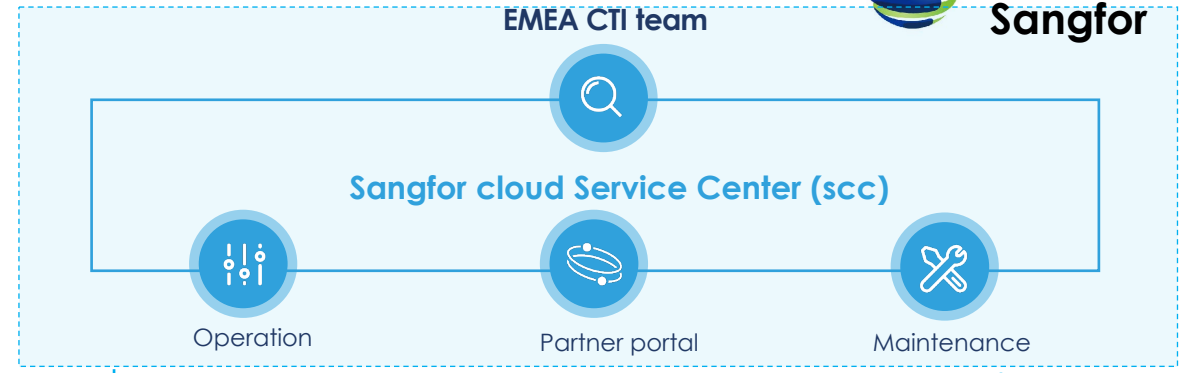 EMEA CTI team
Sangfor
Sangfor cloud Service Center (scc)
Operation
Partner portal
Maintenance